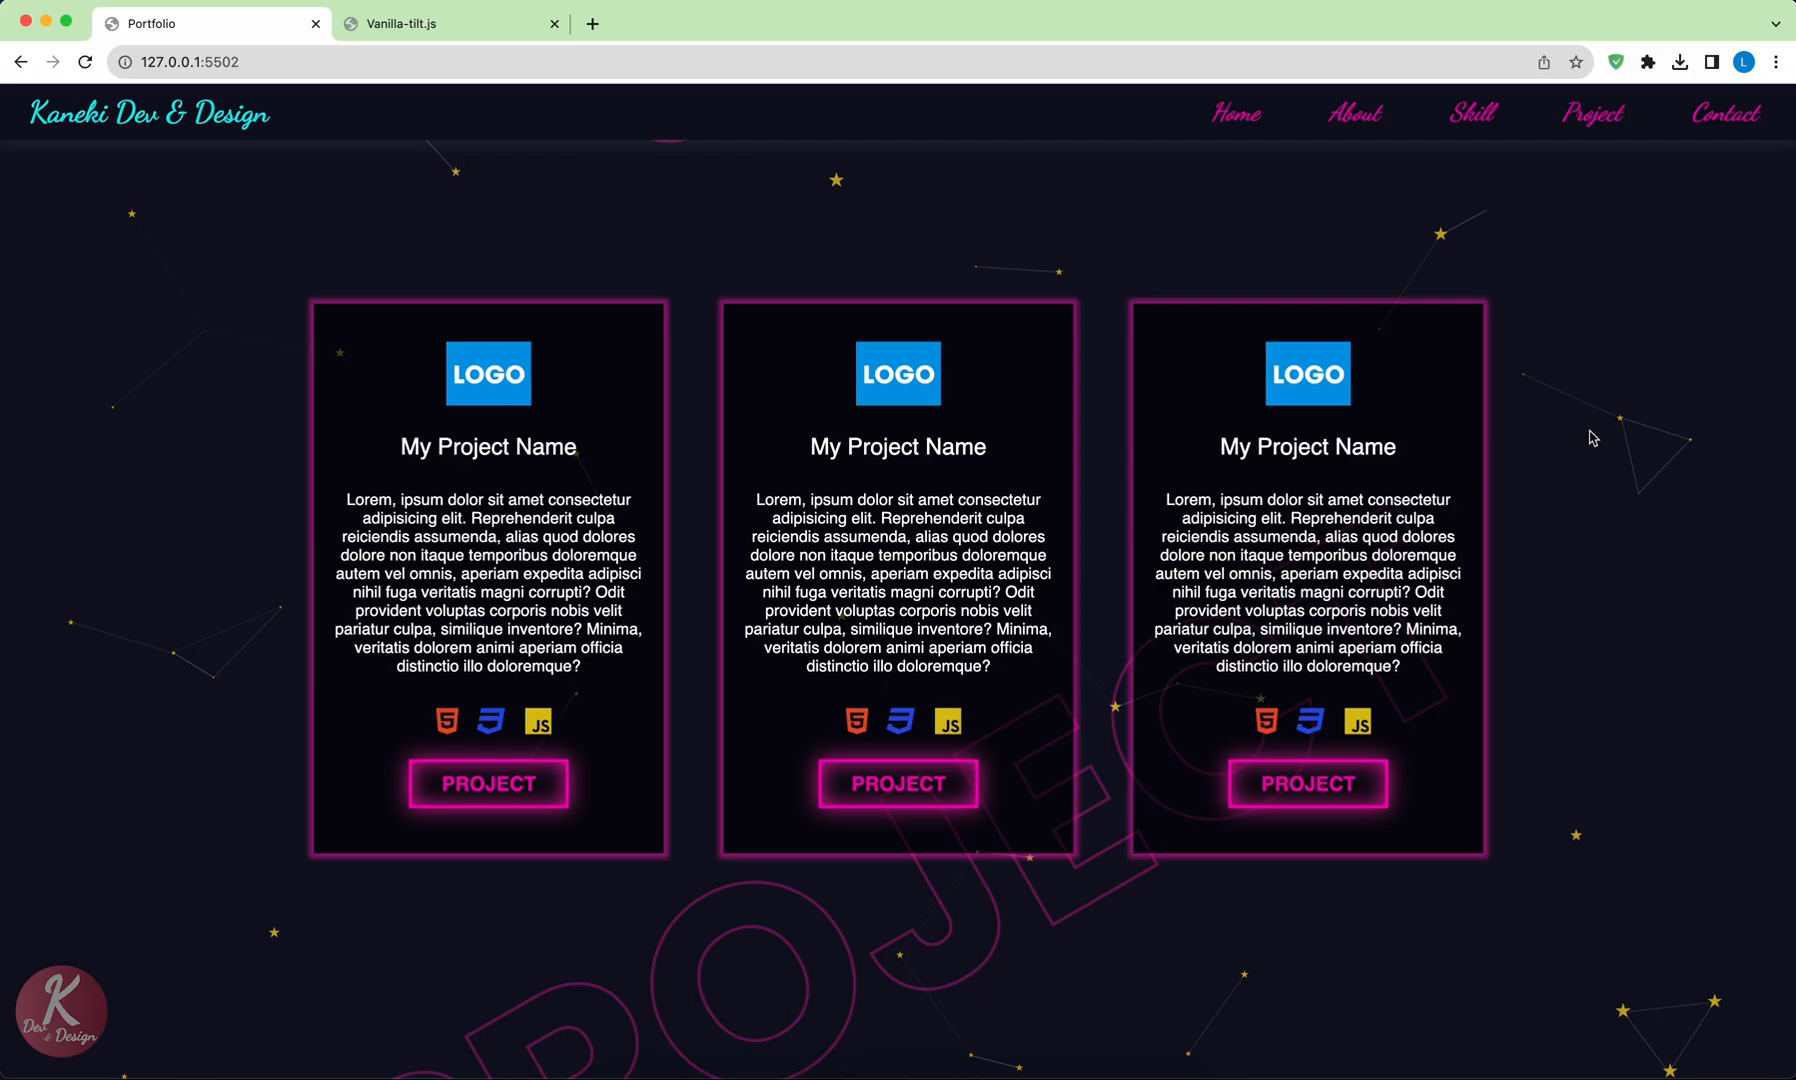 Portfolio
Vanilla-tilt.js
127.0.0.1:5502
L
Kaneki Dev & Design
Home
About
Skill
Project
Contact
LOGO
My Project Name
Lorem, ipsum dolor sit amet consectetur
adipisicing elit. Reprehenderit culpa
reiciendis assumenda, alias quod dolores
dolore non itaque temporibus doloremque
autem vel omnis, aperiam expedita adipisci
nihil fuga veritatis magni corrupti? Odit
provident voluptas corporis nobis velit
pariatur culpa, similique inventore? Minima,
veritatis dolorem animi aperiam officia
distinctio illo doloremque?
5
3
JS
PROJECT
LOGO
My Project Name
Lorem, ipsum dolor sit amet consectetur
adipisicing elit. Reprehenderit culpa
reiciendis assumenda, alias quod dolores
dolore non itaque temporibus doloremque
autem vel omnis, aperiam expedita adipisci
nihil fuga veritatis magni corrupti? Odit
provident voluptas corporis nobis velit
pariatur culpa, similique inventore? Minima,
veritatis dolorem animi aperiam officia
distinctio illo doloremque?
5
3
JS
PROJECT
LOGO
My Project Name
Lorem, ipsum dolor sit amet consectetur
adipisicing elit. Reprehenderit culpa
reiciendis assumenda, alias quod dolores
dolore non itaque temporibus doloremque
autem vel omnis, aperiam expedita adipisci
nihil fuga veritatis magni corrupti? Odit
provident voluptas corporis nobis velit
pariatur culpa, similique inventore? Minima,
veritatis dolorem animi aperiam officia
distinctio illo doloremque?
5
3
JS
PROJECT
PROJECT
K
Dev
& Design